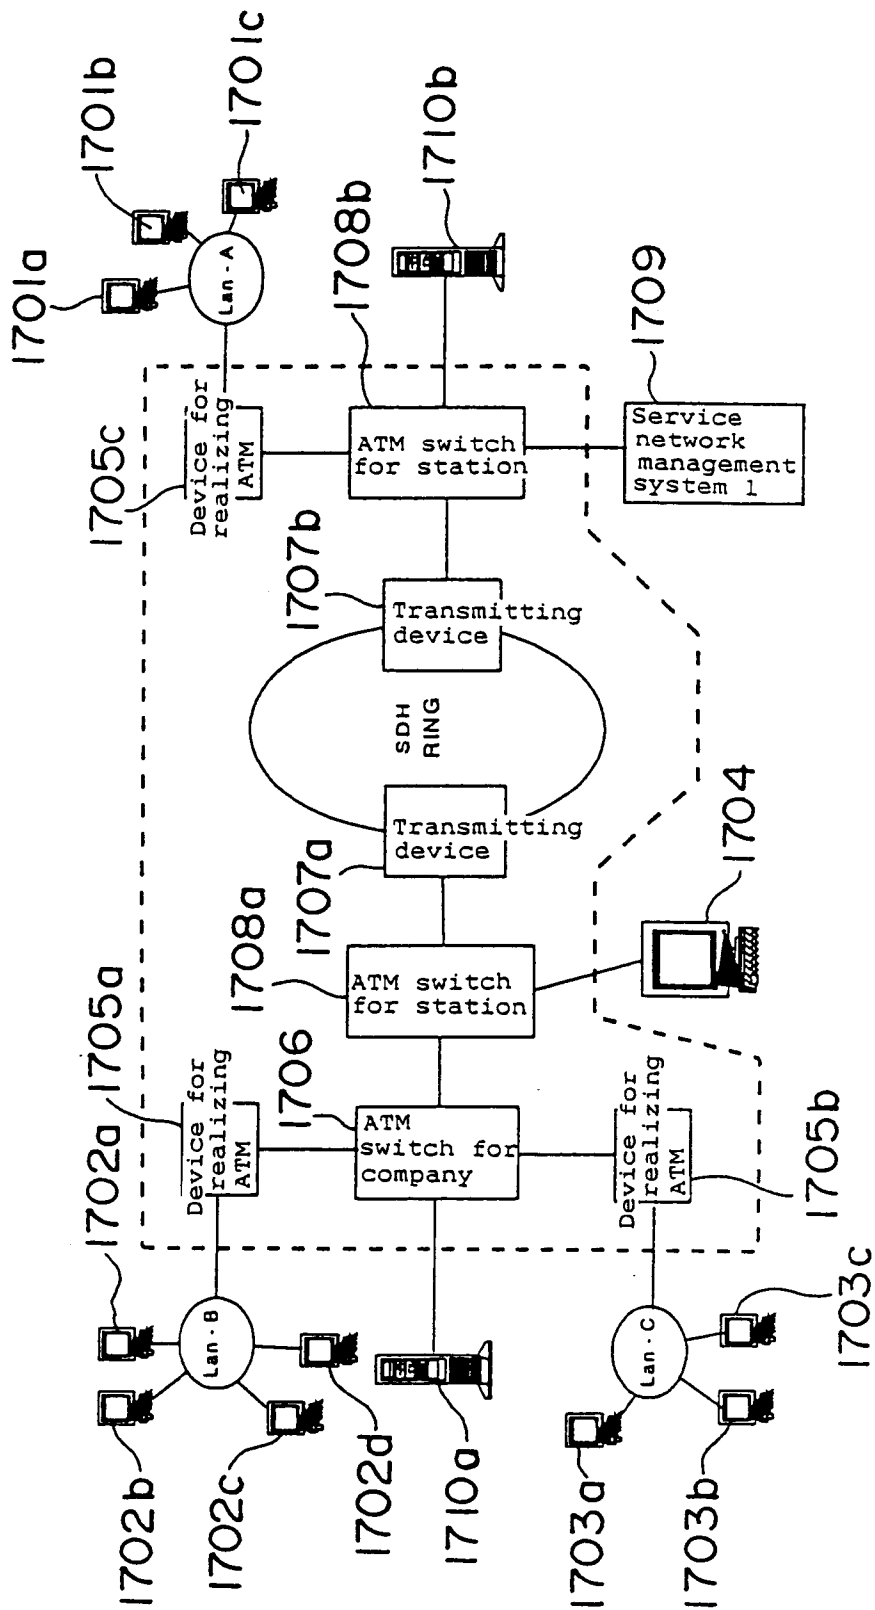 1701a
1701b
1701c
Lan - A
1705c
Device for
realizing
ATM
1708b
ATM switch
for station
1710b
1709
Service
network
management
system 1
1707b
Transmitting
device
SDH
RING
1707a
Transmitting
device
1708a
ATM switch
for station
1704
1706
ATM
switch for
company
1705a
Device for
realizing
ATM
1705b
Device for
realizing
ATM
1702a
1702b
1702c
1702d
Lan - B
1710a
Lan - C
1703a
1703b
1703c